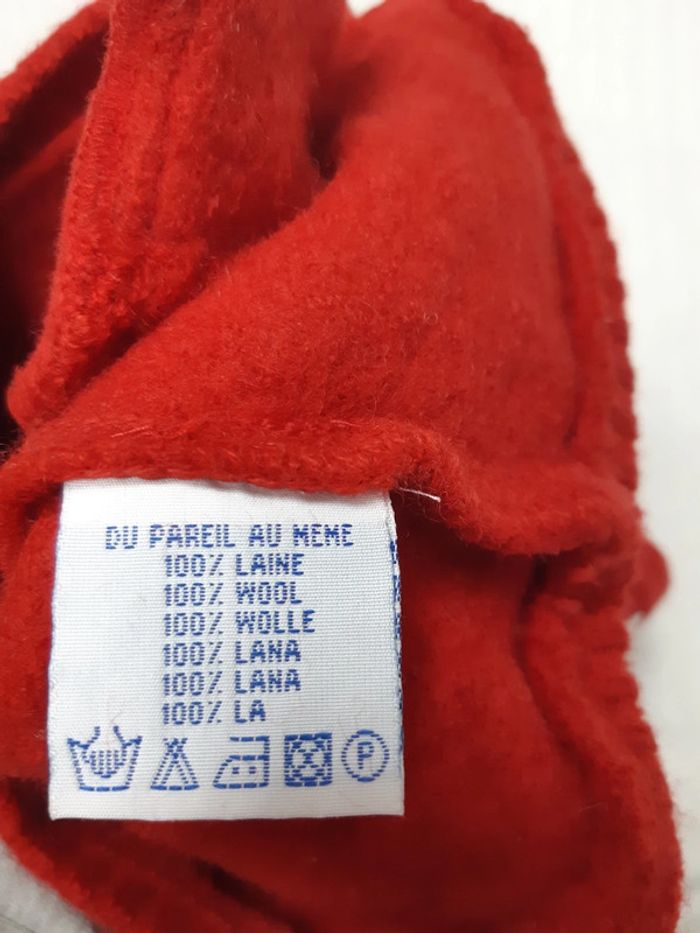 DU PAREIL AU MEME
100% LAINE
100% WOOL
100% WOLLE
100% LANA
100% LANA
100% LA
P